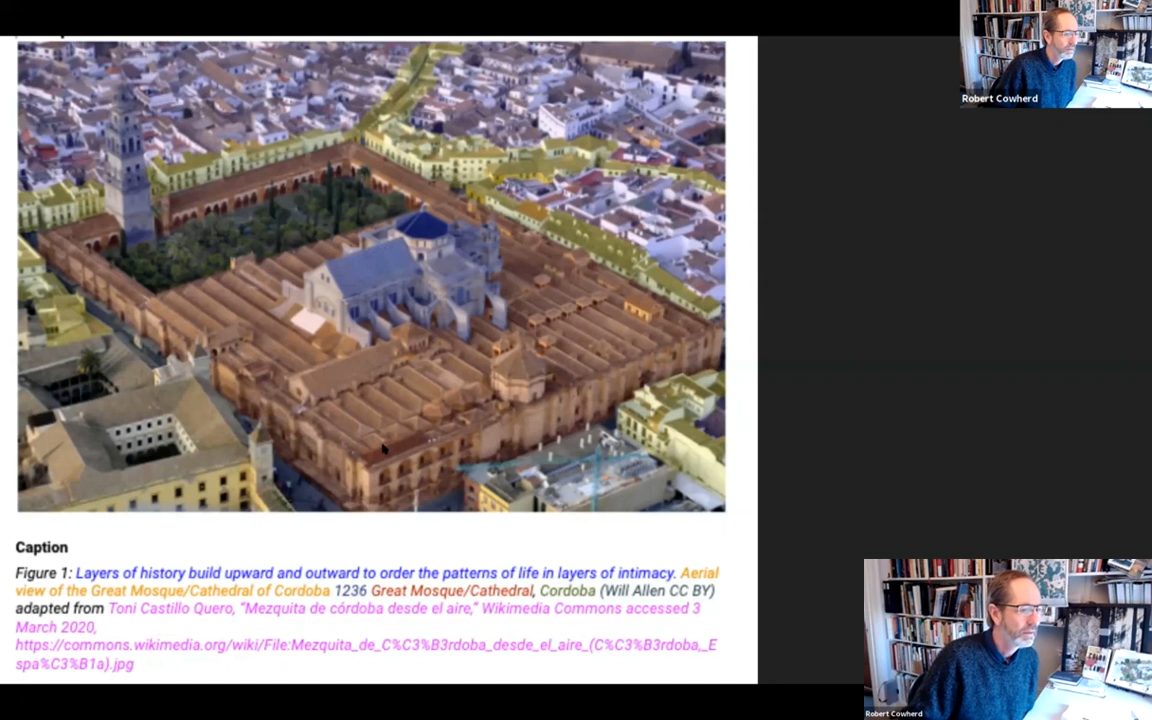 Robert Cowherd
Caption
Figure 1: Layers of history build upward and outward to order the patterns of life in layers of intimacy. Aerial
view of the Great Mosque/Cathedral of Cordoba 1236 Great Mosque/Cathedral, Cordoba (Will Allen CC BY)
adapted from Toni Castillo Quero, “Mezquita de córdoba desde el aire,” Wikimedia Commons accessed 3
March 2020,
https://commons.wikimedia.org/wiki/File:Mezquita_de_C%C3%B3rdoba_desde_el_aire_(C%C3%B3rdoba,_E
spa%C3%B1a).jpg
Robert Cowherd